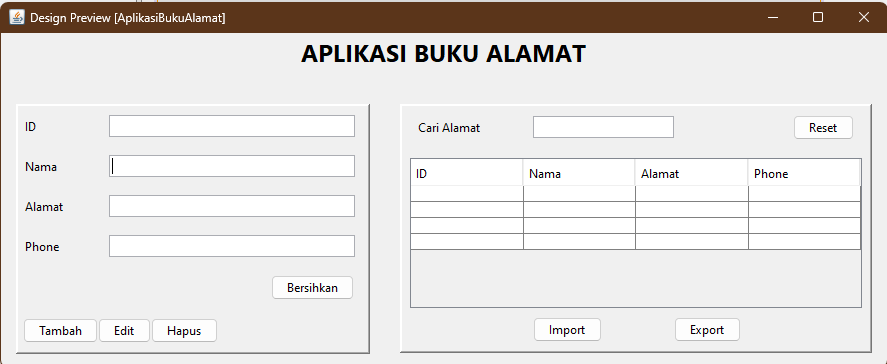 Design Preview [AplikasiBukuAlamat]
APLIKASI BUKU ALAMAT
ID
Nama
Alamat
Phone
Bersihkan
Tambah Edit Hapus
Cari Alamat Reset
ID Nama Alamat Phone
Import Export